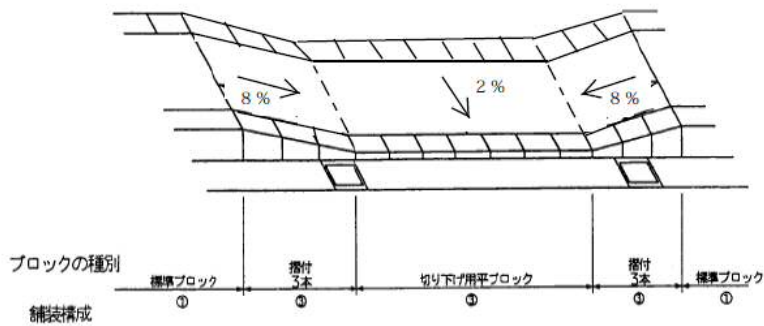 2%
8%
8%
ブロックの種別
標準ブロック
摺付
3本
切り下げ用平ブロック
摺付
3本
標準ブロック
舗装構成
①
③
③
③
①